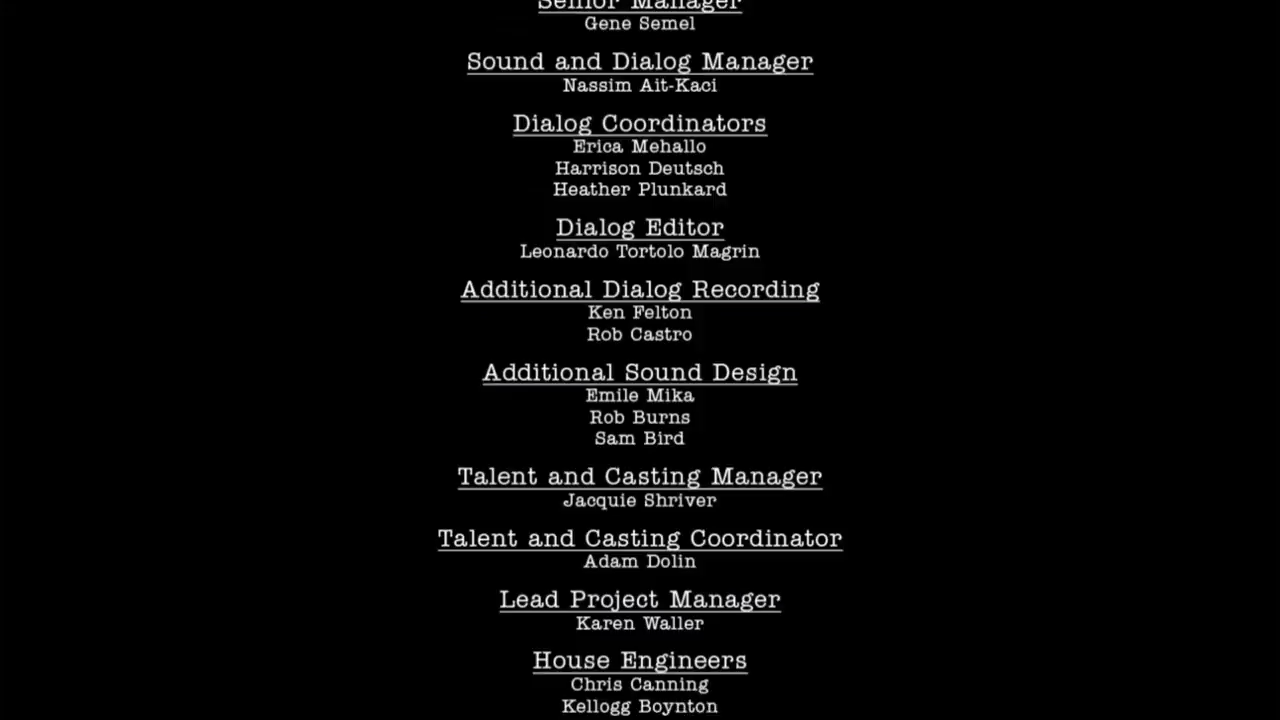 Senior Manager
Gene Semel
Sound and Dialog Manager
Nassim Ait-Kaci
Dialog Coordinators
Erica Mehallo
Harrison Deutsch
Heather Plunkard
Dialog Editor
Leonardo Tortolo Magrin
Additional Dialog Recording
Ken Felton
Rob Castro
Additional Sound Design
Emile Mika
Rob Burns
Sam Bird
Talent and Casting Manager
Jacquie Shriver
Talent and Casting Coordinator
Adam Dolin
Lead Project Manager
Karen Waller
House Engineers
Chris Canning
Kellogg Boynton